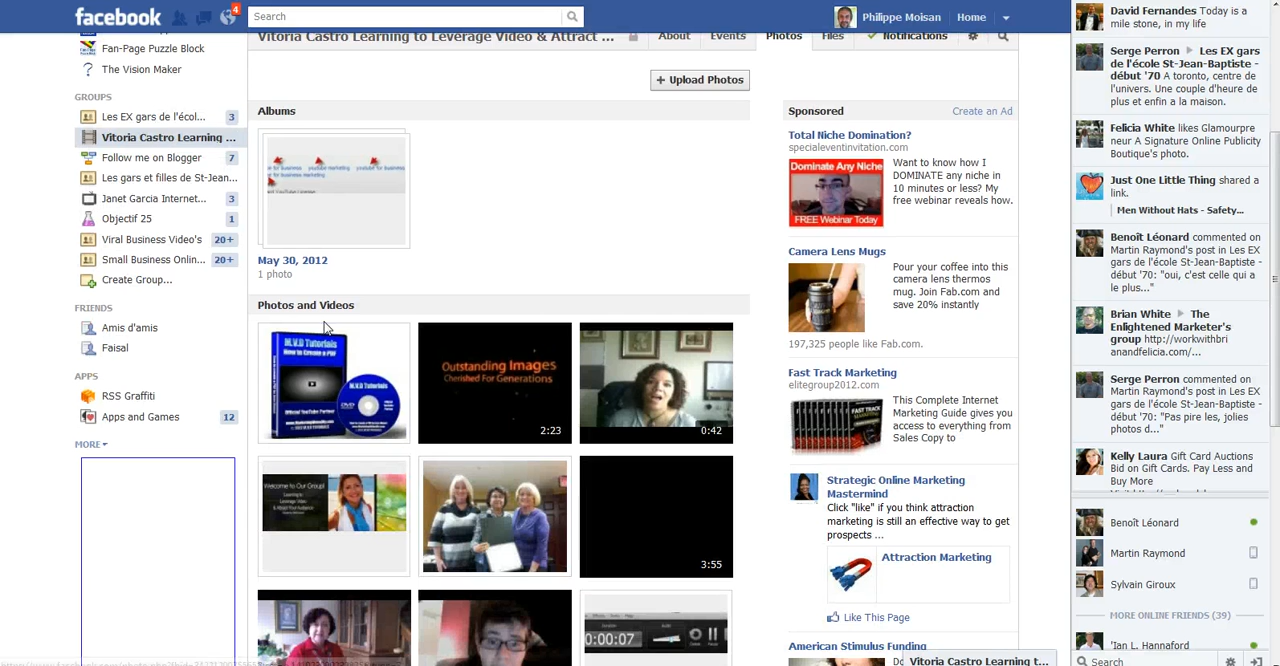 facebook
4
Search
Philippe Moisan
Home
Fan-Page Puzzle Block
The Vision Maker
GROUPS
Les EX gars de l'écol...
3
Vitoria Castro Learning ...
Follow me on Blogger
7
Les gars et filles de St-Jean...
Janet Garcia Internet...
3
Objectif 25
1
Viral Business Video's
20+
Small Business Onlin...
20+
Create Group...
FRIENDS
Amis d'amis
Faisal
APPS
RSS Graffiti
Apps and Games
12
MORE
Vitoria Castro Learning to Leverage Video & Attract ...
About
Events
Photos
Files
Notifications
+ Upload Photos
Albums
May 30, 2012
1 photo
Photos and Videos
M.V.D Tutorials
How to Create a PDF
M.V.D Tutorials
DVD
Outstanding Images
Cherished For Generations
2:23
0:42
Welcome to Our Group!
3:55
0:00:07
Sponsored
Create an Ad
Total Niche Domination?
specialeventinvitation.com
Dominate Any Niche
FREE Webinar Today
Want to know how I
DOMINATE any niche in
10 minutes or less? My
free webinar reveals how.
Camera Lens Mugs
Pour your coffee into this
camera lens thermos
mug. Join Fab.com and
save 20% instantly
197,325 people like Fab.com.
Fast Track Marketing
elitegroup2012.com
This Complete Internet
Marketing Guide gives you
access to everything from
Sales Copy to
Strategic Online Marketing
Mastermind
Click "like" if you think attraction
marketing is still an effective way to get
prospects ...
Attraction Marketing
Like This Page
American Stimulus Funding
Vitoria Castro Learning t...
David Fernandes Today is a
mile stone, in my life
Serge Perron ▸ Les EX gars
de l'école St-Jean-Baptiste -
début '70 A toronto, centre de
l'univers. Une couple d'heure de
plus et enfin a la maison.
Felicia White likes Glamourpre
neur A Signature Online Publicity
Boutique's photo.
Just One Little Thing shared a
link.
Men Without Hats - Safety...
Benoît Léonard commented on
Martin Raymond's post in Les EX
gars de l'école St-Jean-Baptiste -
début '70: "oui, c'est celle qui a
le plus..."
Brian White ▸ The
Enlightened Marketer's
group http://workwithbri
anandfelicia.com/...
Serge Perron commented on
Martin Raymond's post in Les EX
gars de l'école St-Jean-Baptiste -
début '70: "Pas pire les, jolies
photos d..."
Kelly Laura Gift Card Auctions
Bid on Gift Cards. Pay Less and
Buy More
Benoît Léonard
Martin Raymond
Sylvain Giroux
MORE ONLINE FRIENDS (39)
'Jan L. Hannaford
Search